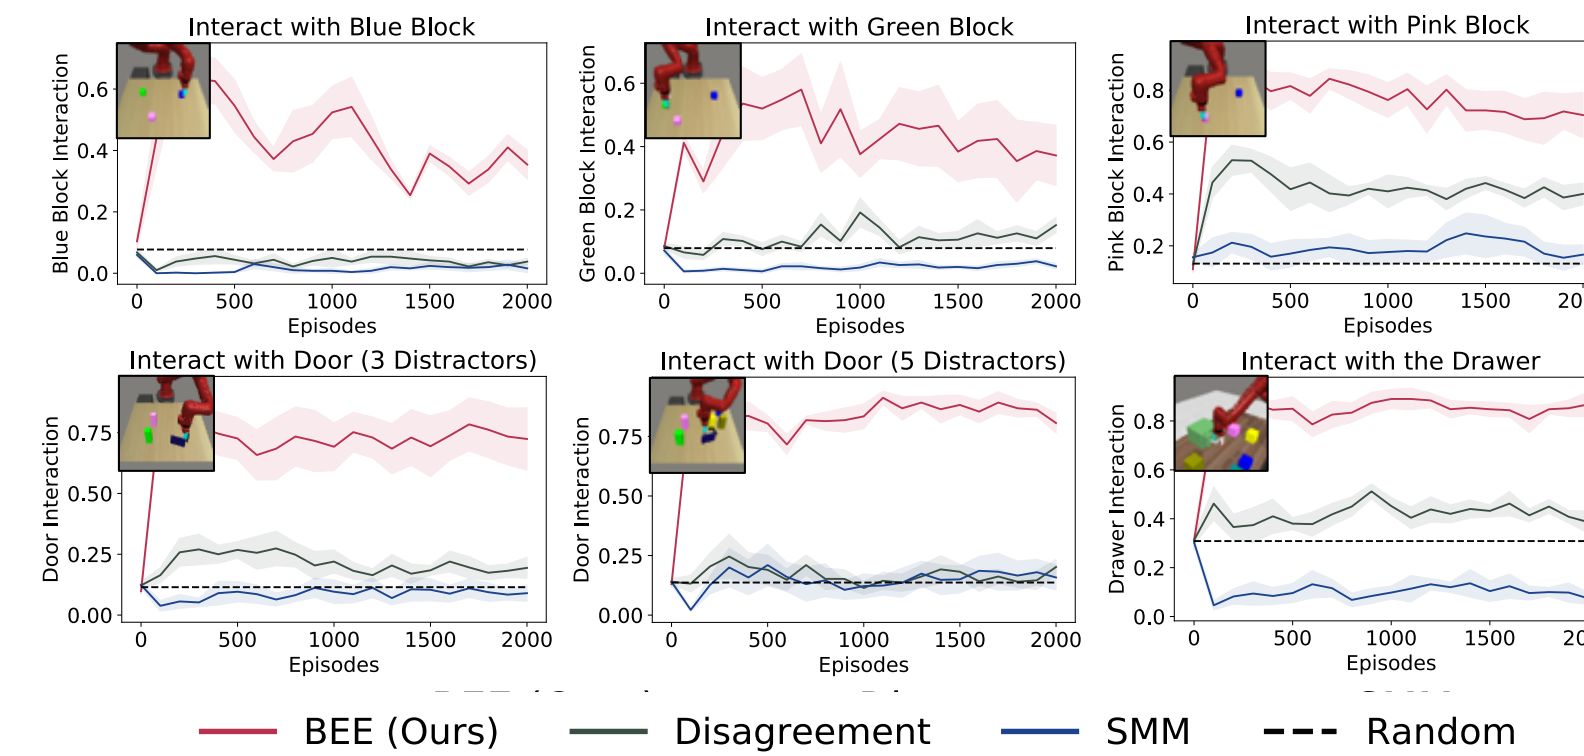 Interact with Blue Block
Interact with Green Block
Interact with Pink Block
Blue Block Interaction
0.6
0.4
0.2
0.0
0
500
1000
1500
2000
Episodes
Green Block Interaction
0.6
0.4
0.2
0.0
0
500
1000
1500
2000
Episodes
Pink Block Interaction
0.8
0.6
0.4
0.2
0
500
1000
1500
20
Episodes
Interact with Door (3 Distractors)
Interact with Door (5 Distractors)
Interact with the Drawer
Door Interaction
0.75
0.50
0.25
0.00
0
500
1000
1500
2000
Episodes
Door Interaction
0.75
0.50
0.25
0.00
0
500
1000
1500
2000
Episodes
Drawer Interaction
0.8
0.6
0.4
0.2
0.0
0
500
1000
1500
20
Episodes
BEE (Ours) Disagreement SMM Random